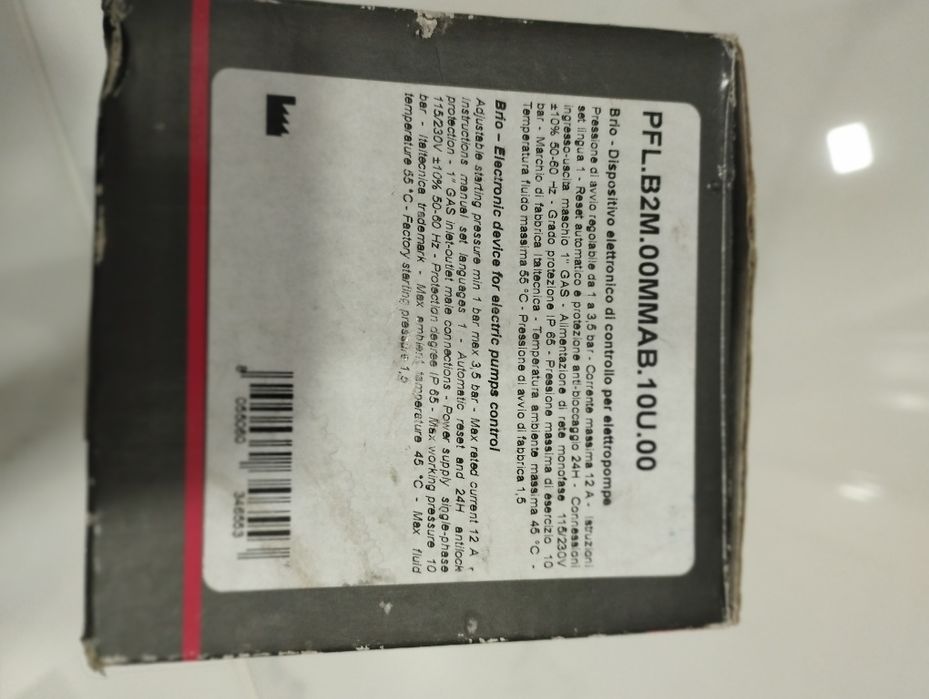 PFL.B2M.00MMAB.10U.00
Brio - Dispositivo elettronico di controllo per elettropompe
Pressione di avvio regolabile da 1 a 3,5 bar - Corrente massima 12 A - Istruzioni
set lingua 1 - Reset automatico e protezione anti-bloccaggio 24H - Connessioni
ingresso-uscita maschio 1" GAS - Alimentazione di rete monofase 115/230V
±10% 50-60 Hz - Grado protezione IP 65 - Pressione massima di esercizio 10
bar - Marchio di fabbrica Italtecnica - Temperatura ambiente massima 45 °C -
Temperatura fluido massima 55 °C - Pressione di avvio di fabbrica 1,5
Brio – Electronic device for electric pumps control
Adjustable starting pressure min 1 bar max 3,5 bar - Max rated current 12 A -
Instructions manual set languages 1 - Automatic reset and 24H antilock
protection - 1" GAS inlet-outlet male connections - Power supply single-phase
115/230V ±10% 50-60 Hz - Protection degree IP 65 - Max working pressure 10
bar - Italtecnica trademark - Max ambient temperature 45 °C - Max fluid
temperature 55 °C - Factory starting pressure 1,5
055060 346553